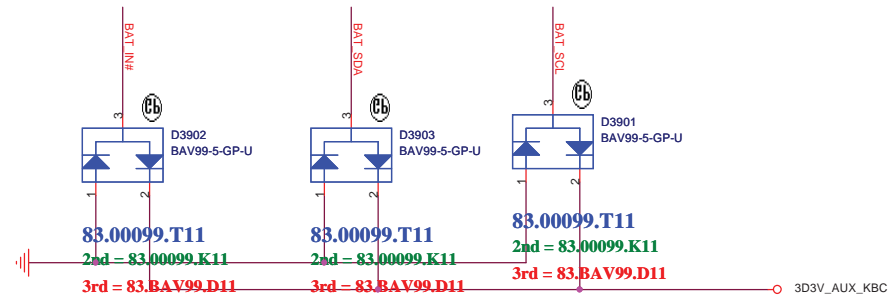 BAT_IN#
BAT_SDA
BAT_SCL
3
3
3
D3902
BAV99-5-GP-U
D3903
BAV99-5-GP-U
D3901
BAV99-5-GP-U
1
2
1
2
1
2
83.00099.T11
2nd = 83.00099.K11
3rd = 83.BAV99.D11
83.00099.T11
2nd = 83.00099.K11
3rd = 83.BAV99.D11
83.00099.T11
2nd = 83.00099.K11
3rd = 83.BAV99.D11
3D3V_AUX_KBC